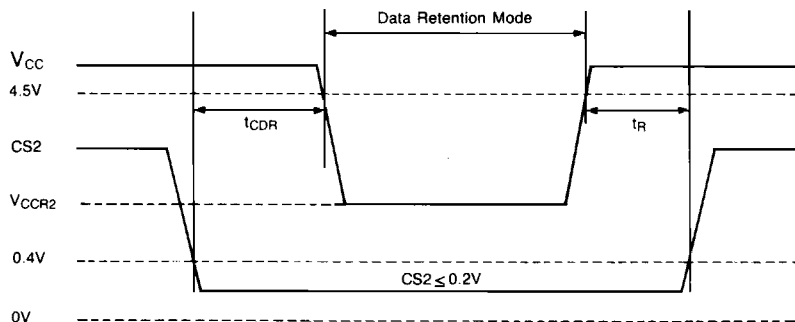 Data Retention Mode
VCC
4.5V
tCDR
tR
CS2
VCCR2
0.4V
CS2 ≤ 0.2V
0V